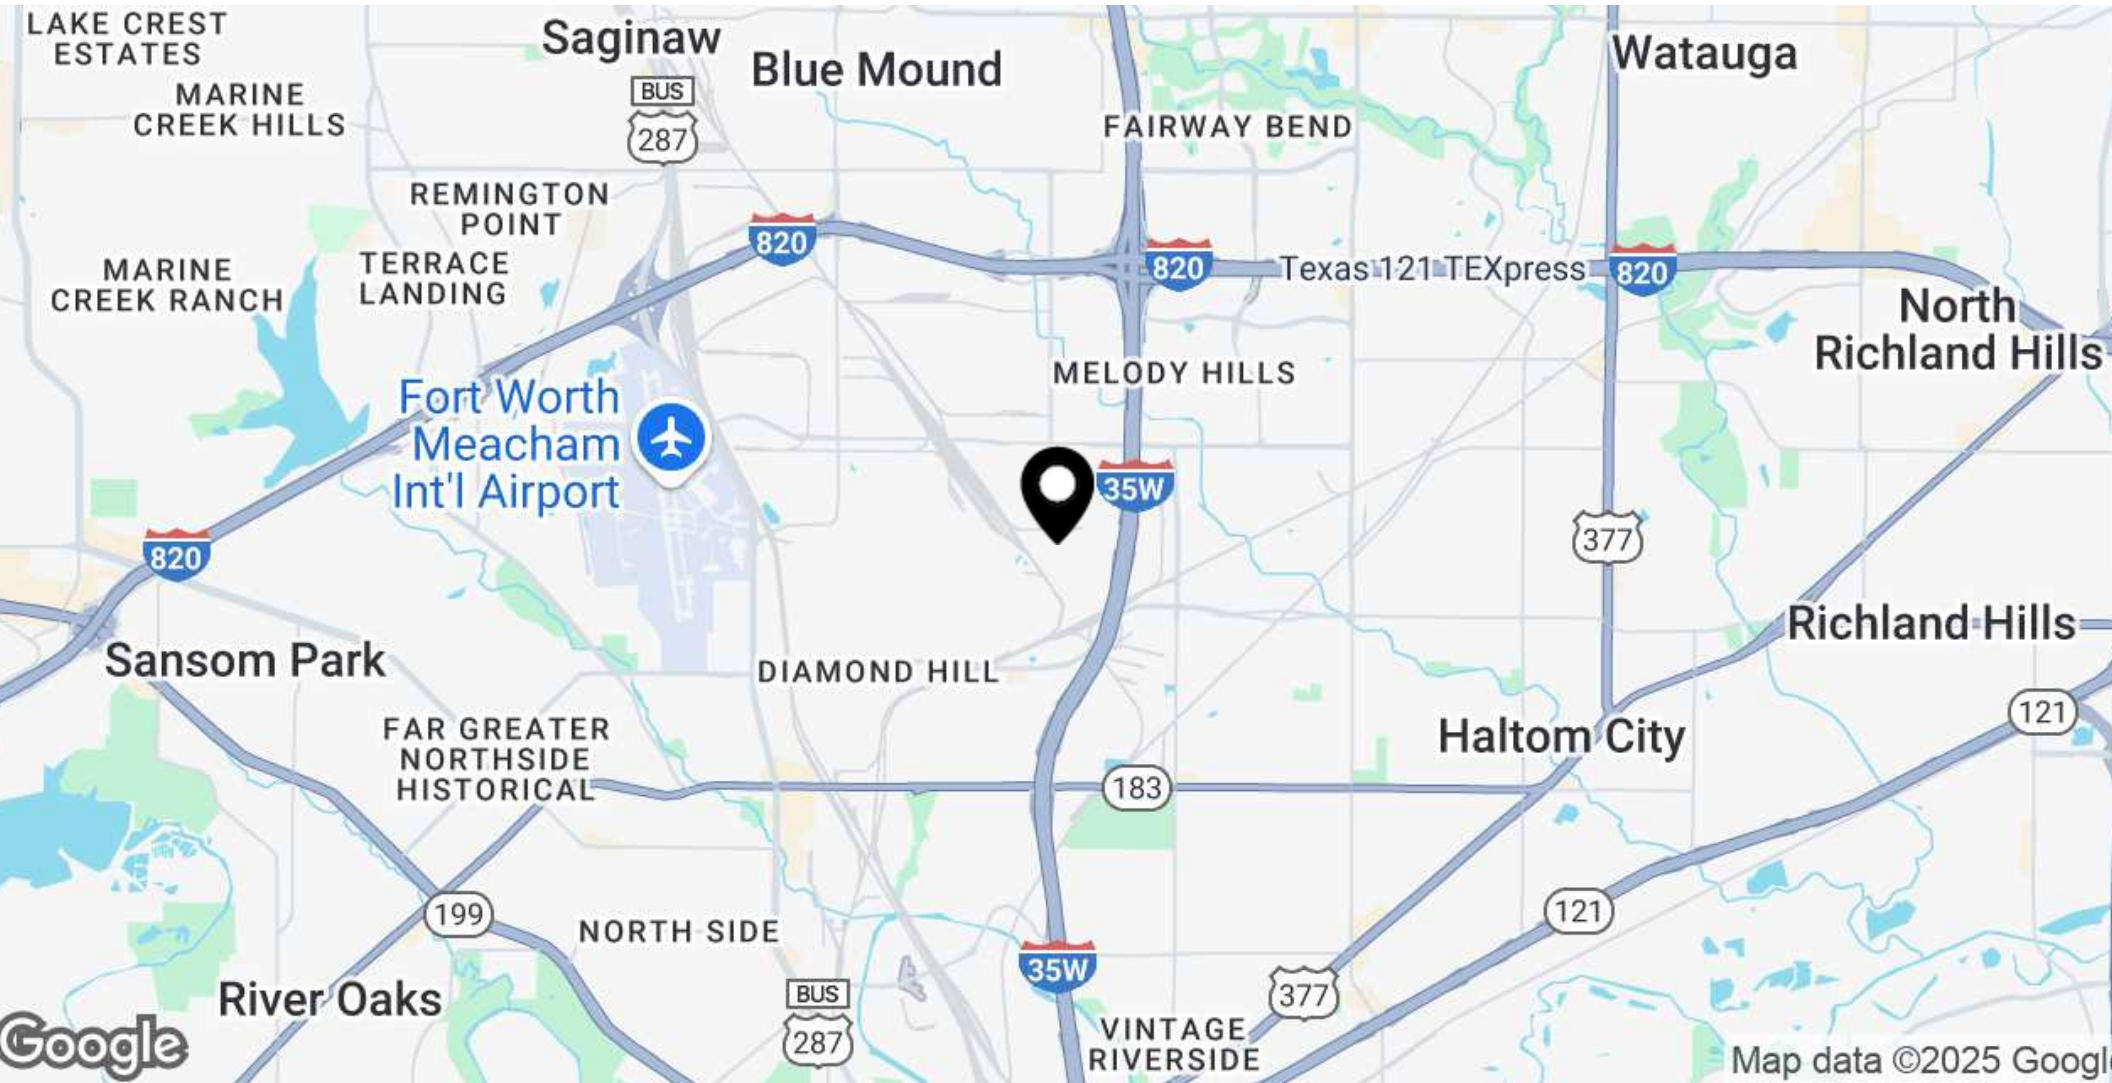 LAKE CREST
ESTATES
Saginaw
Blue Mound
Watauga
BUS
287
MARINE
CREEK HILLS
FAIRWAY BEND
REMINGTON
POINT
820
820
Texas 121 TEXpress
820
MARINE
CREEK RANCH
TERRACE
LANDING
North
Richland Hills
MELODY HILLS
Fort Worth
Meacham
Int'l Airport
35W
820
377
Richland Hills
Sansom Park
DIAMOND HILL
121
FAR GREATER
NORTHSIDE
HISTORICAL
Haltom City
183
199
121
NORTH SIDE
35W
River Oaks
BUS
287
377
VINTAGE
RIVERSIDE
Google
Map data ©2025 Google